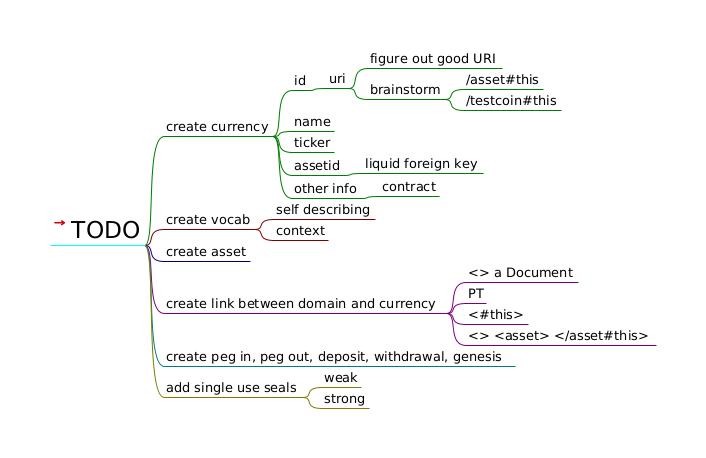 TODO
create currency
id
uri
figure out good URI
brainstorm
/asset#this
/testcoin#this
name
ticker
assetid
liquid foreign key
other info
contract
create vocab
self describing
context
create asset
create link between domain and currency
<> a Document
PT
<#this>
<> <asset> </asset#this>
create peg in, peg out, deposit, withdrawal, genesis
add single use seals
weak
strong